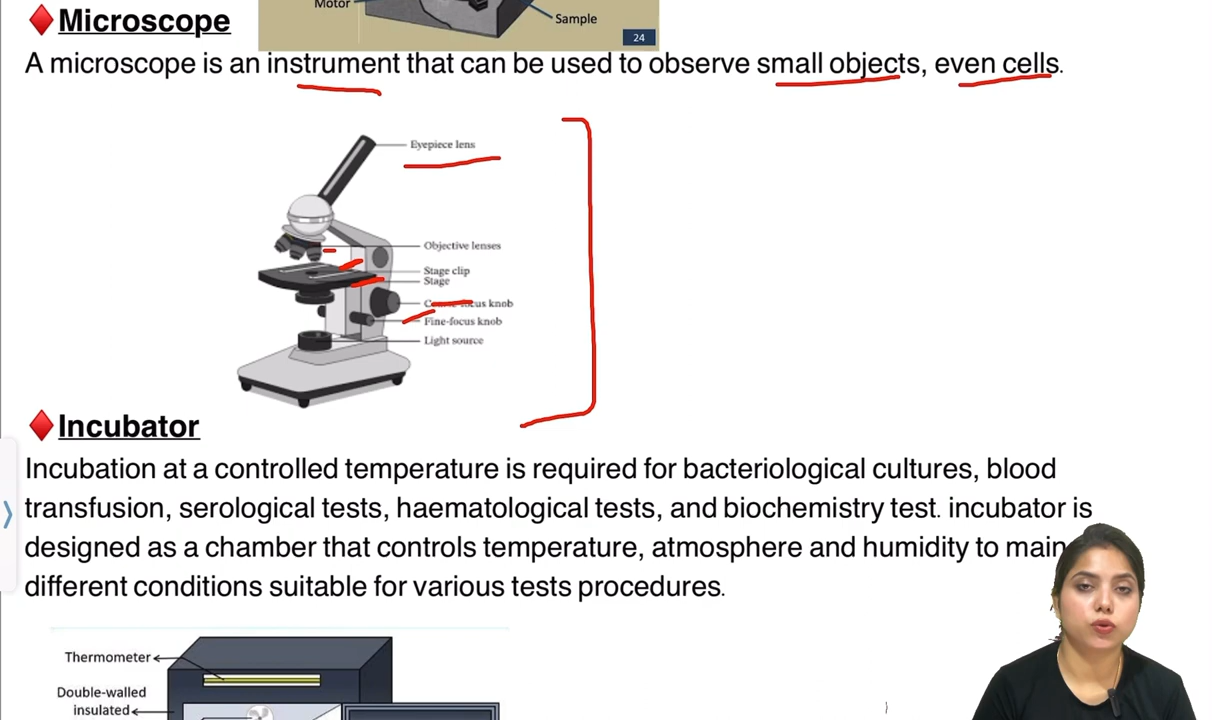 Motor
Sample
24
Microscope
A microscope is an instrument that can be used to observe small objects, even cells.
Eyepiece lens
Objective lenses
Stage clip
Stage
Coarse-focus knob
Fine-focus knob
Light source
Incubator
Incubation at a controlled temperature is required for bacteriological cultures, blood
transfusion, serological tests, haematological tests, and biochemistry test. incubator is
designed as a chamber that controls temperature, atmosphere and humidity to main
different conditions suitable for various tests procedures.
Thermometer
Double-walled
insulated